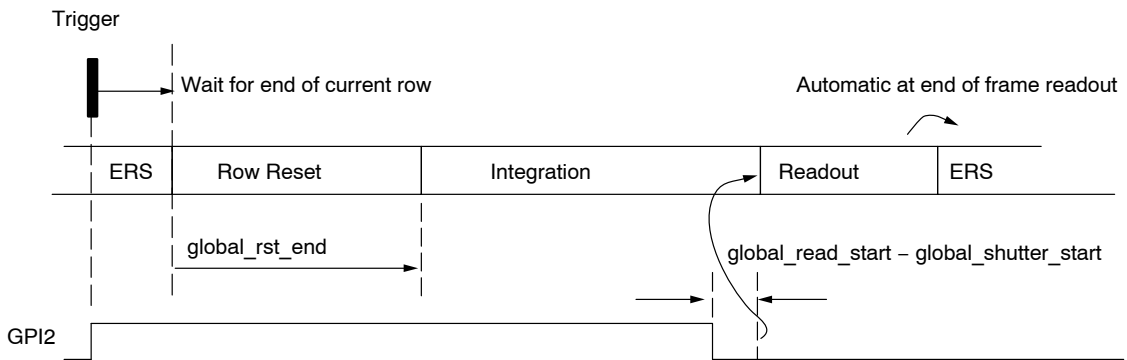 Trigger
Wait for end of current row
Automatic at end of frame readout
ERS Row Reset Integration Readout ERS
global_rst_end
global_read_start − global_shutter_start
GPI2